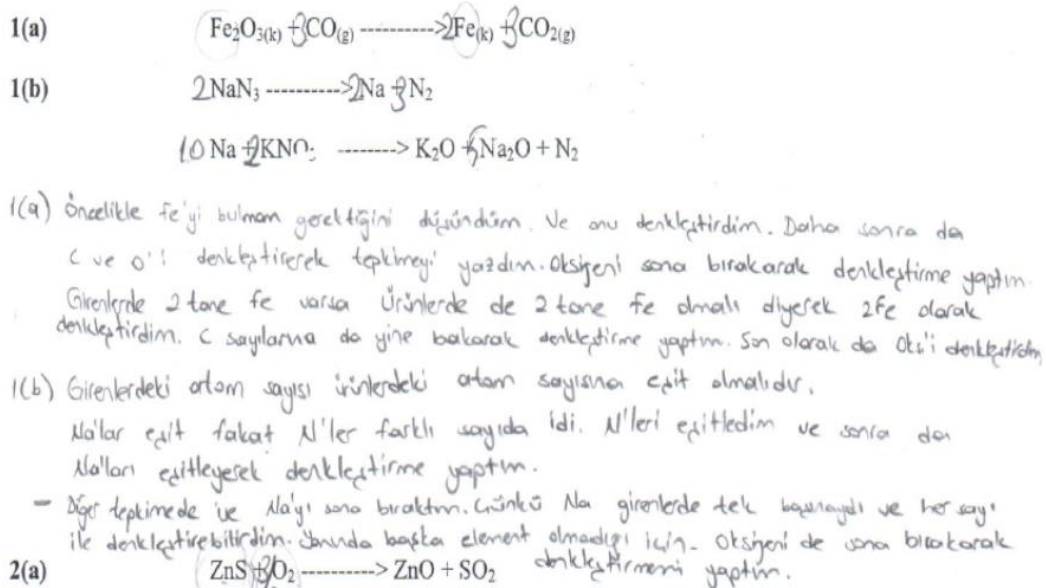 1(a) Fe2O3(k) + 3CO(g) ----------> 2Fe(k) + 3CO2(g)
1(b) 2NaN3 ----------> 2Na + 3N2
10 Na + 2KNO3 --------> K2O + 5Na2O + N2
1(a) Öncelikle Fe'yi bulmam gerektiğini düşündüm. Ve onu denkleştirdim. Daha sonra da
C ve O'i denkleştirerek tepkimeyi yazdım. Oksijeni sona bırakarak denkleştirme yaptım.
Girenlerde 2 tane Fe varsa Ürünlerde de 2 tane Fe olmalı diyerek 2Fe olarak
denkleştirdim. C sayılarına da yine bakarak denkleştirme yaptım. Son olarak da Oks'i denkleştirdim
1(b) Girenlerdeki atom sayısı ürünlerdeki atom sayısına eşit olmalıdır.
Na'lar eşit fakat N'ler farklı sayıda idi. N'leri eşitledim ve sonra da
Na'ları eşitleyerek denkleştirme yaptım.
- Diğer tepkimede ise Na'yı sona bıraktım. Çünkü Na girenlerde tek başınaydı ve her sayı
ile denkleştirebilirdim. Yanında başka element olmadığı için. Oksijeni de sona bırakarak
denkleştirmemi yaptım.
2(a) ZnS + 3O2 ----------> ZnO + SO2